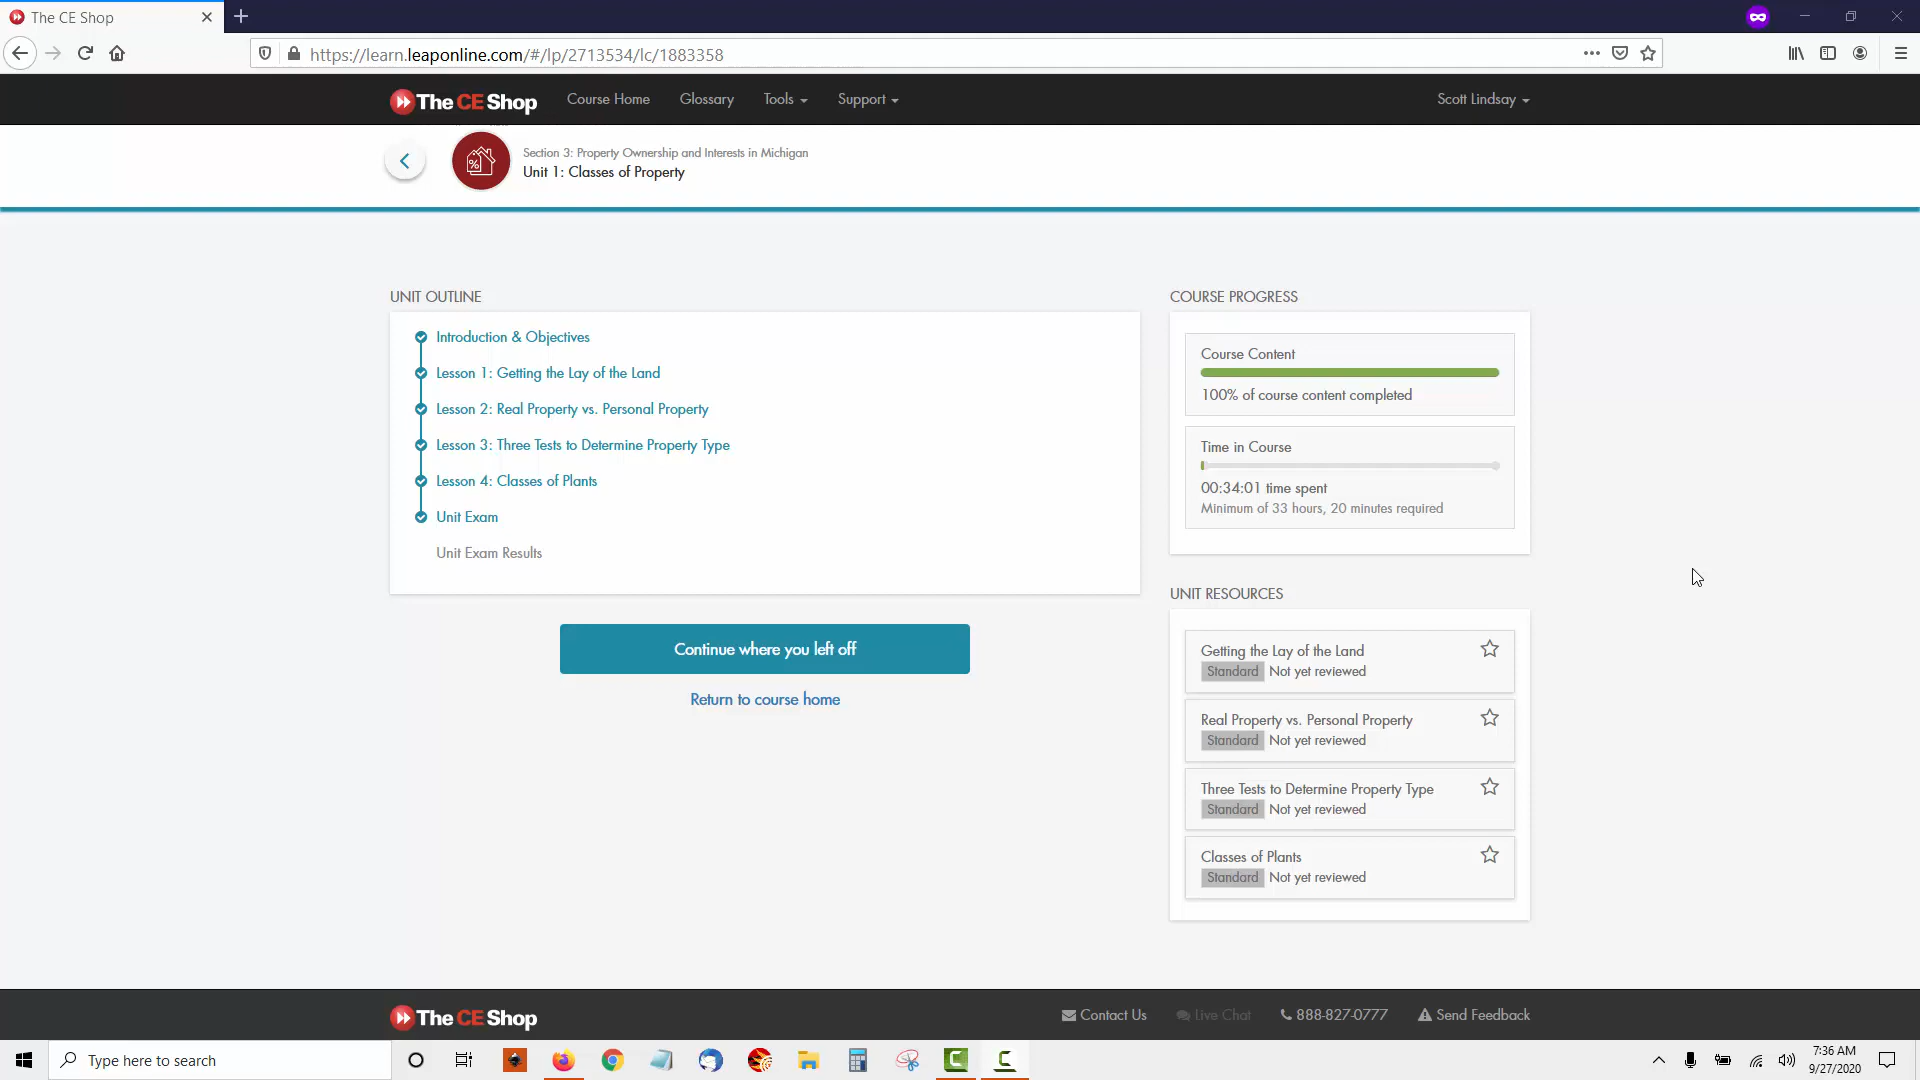 The CE Shop
https://learn.leaponline.com/#/lp/2713534/lc/1883358
The CE Shop
Course Home
Glossary
Tools
Support
Scott Lindsay
Section 3: Property Ownership and Interests in Michigan
Unit 1: Classes of Property
UNIT OUTLINE
Introduction & Objectives
Lesson 1: Getting the Lay of the Land
Lesson 2: Real Property vs. Personal Property
Lesson 3: Three Tests to Determine Property Type
Lesson 4: Classes of Plants
Unit Exam
Unit Exam Results
Continue where you left off
Return to course home
COURSE PROGRESS
Course Content
100% of course content completed
Time in Course
00:34:01 time spent
Minimum of 33 hours, 20 minutes required
UNIT RESOURCES
Getting the Lay of the Land
Standard Not yet reviewed
Real Property vs. Personal Property
Standard Not yet reviewed
Three Tests to Determine Property Type
Standard Not yet reviewed
Classes of Plants
Standard Not yet reviewed
The CE Shop
Contact Us
Live Chat
888-827-0777
Send Feedback
Type here to search
7:36 AM
9/27/2020